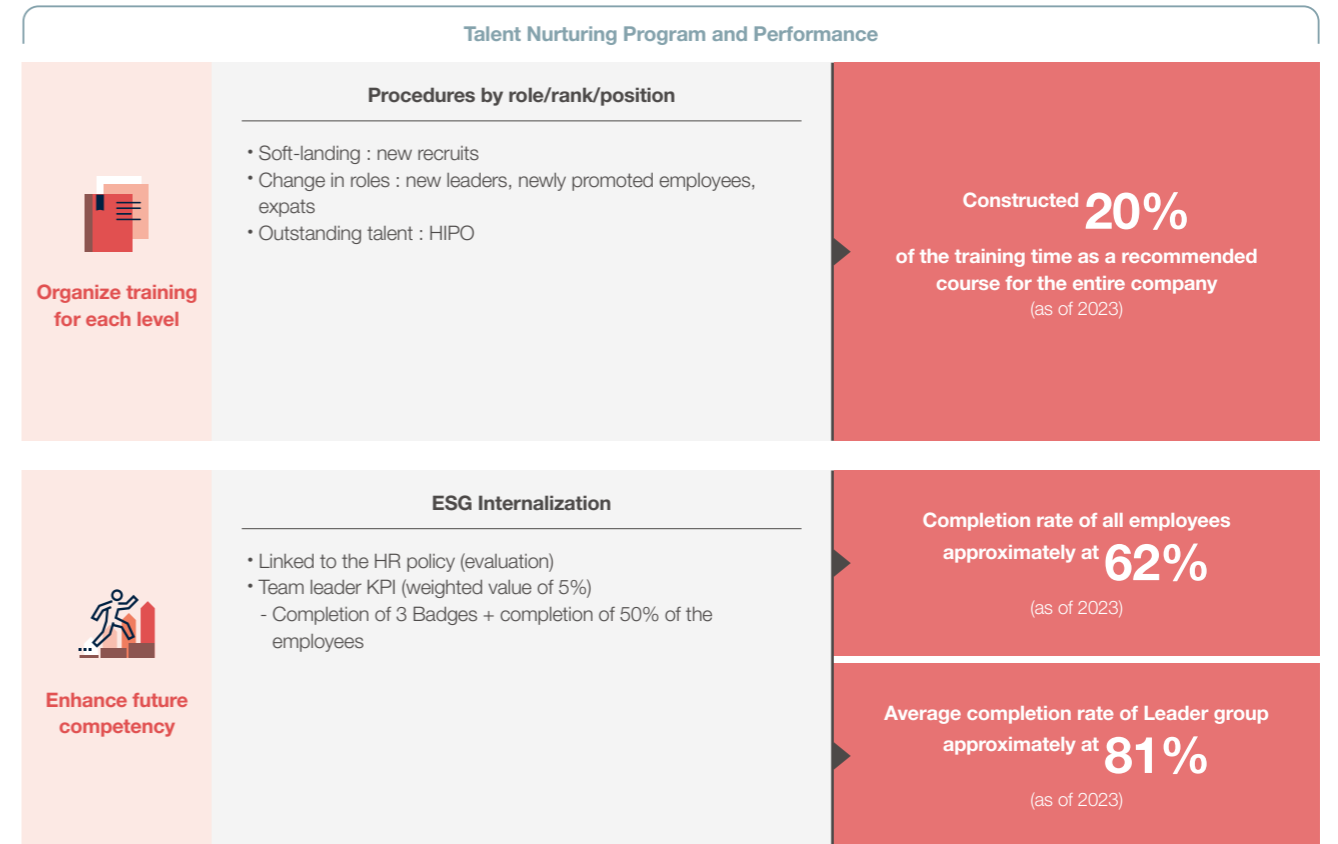 Talent Nurturing Program and Performance
Organize training
for each level
Procedures by role/rank/position
• Soft-landing : new recruits
• Change in roles : new leaders, newly promoted employees,
expats
• Outstanding talent : HIPO
Constructed 20%
of the training time as a recommended
course for the entire company
(as of 2023)
Enhance future
competency
ESG Internalization
• Linked to the HR policy (evaluation)
• Team leader KPI (weighted value of 5%)
- Completion of 3 Badges + completion of 50% of the
employees
Completion rate of all employees
approximately at 62%
(as of 2023)
Average completion rate of Leader group
approximately at 81%
(as of 2023)